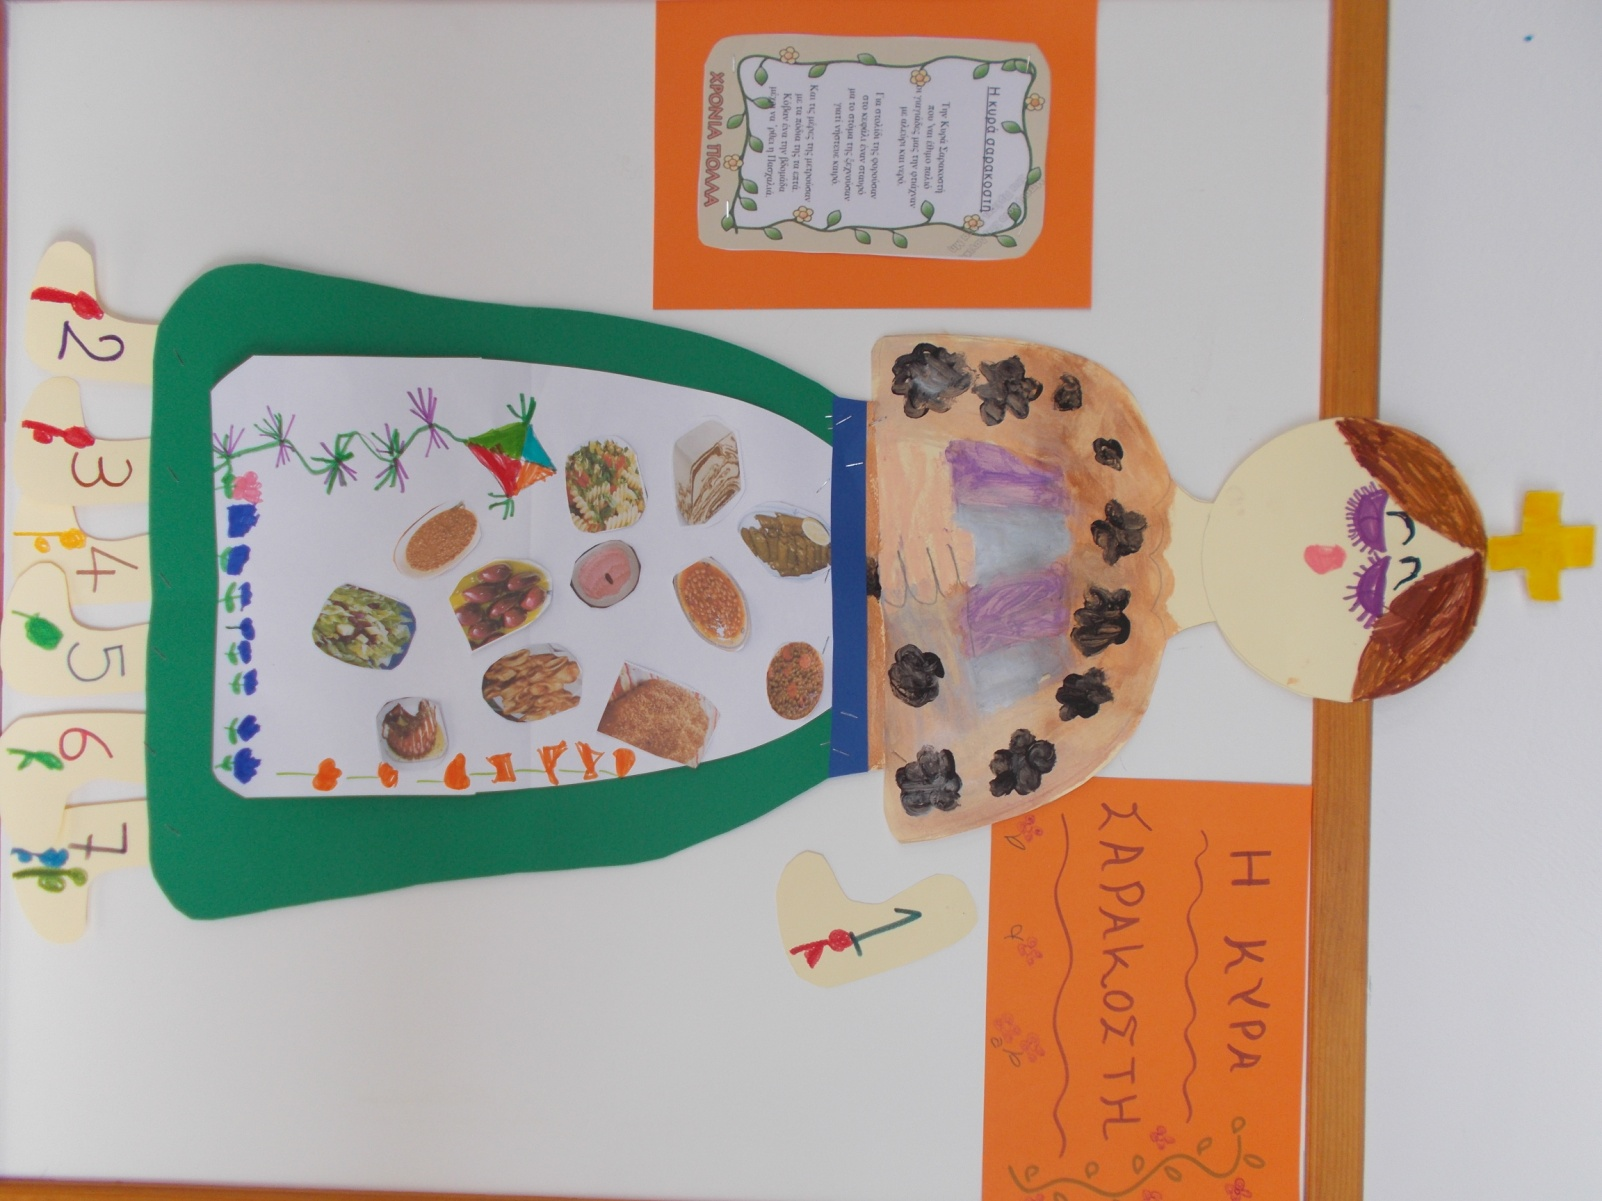 Η ΚΥΡΑ
ΣΑΡΑΚΟΣΤΗ
Η κυρά σαρακοστή
Την Κυρά Σαρακοστή
που 'ναι έθιμο παλιό
οι γιαγιάδες μας την φτιάχναν
με αλεύρι και νερό.
Για στολίδι της φορούσαν
στο κεφάλι έναν σταυρό
μα το στόμα της ξεχνούσαν
γιατί νήστευε καιρό.
Και τις μέρες της μετρούσαν
με τα πόδια της τα επτά
Κόβαν ένα την βδομάδα
μέχρι να 'ρθει η Πασχαλιά.
ΧΡΟΝΙΑ ΠΟΛΛΑ
1
2
3
4
5
6
7